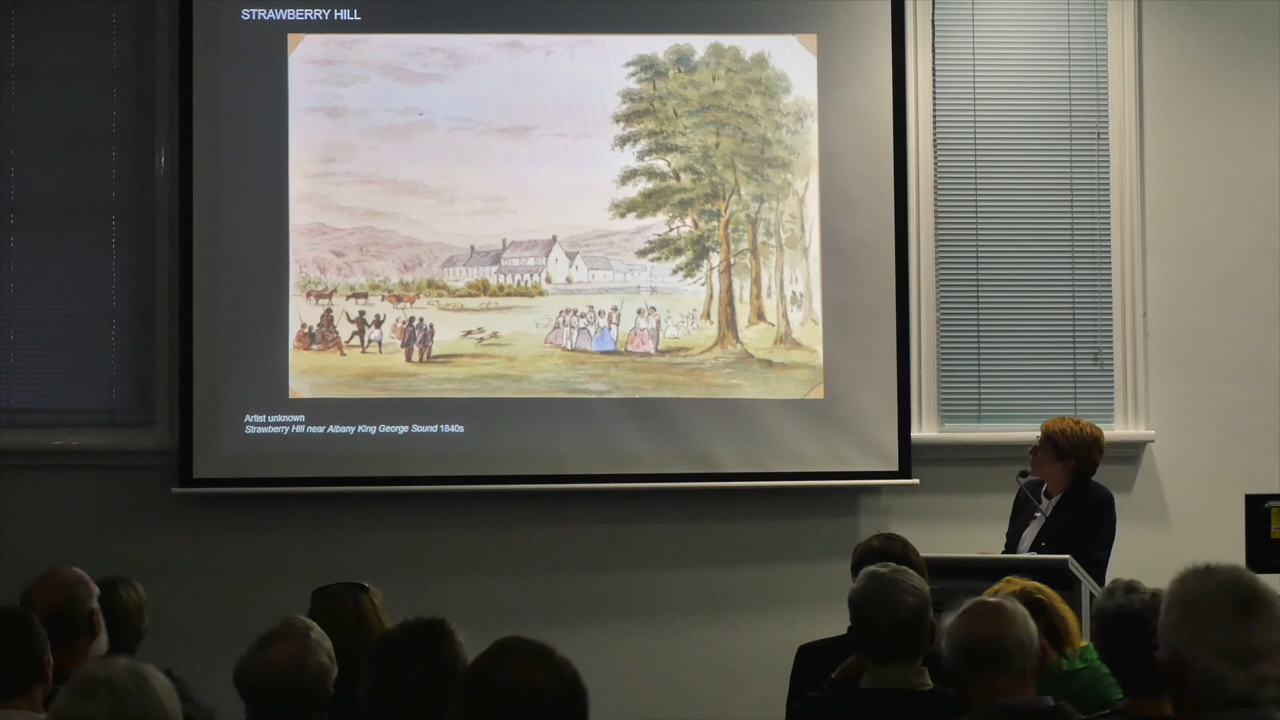 STRAWBERRY HILL
Artist unknown
Strawberry Hill near Albany King George Sound 1840s